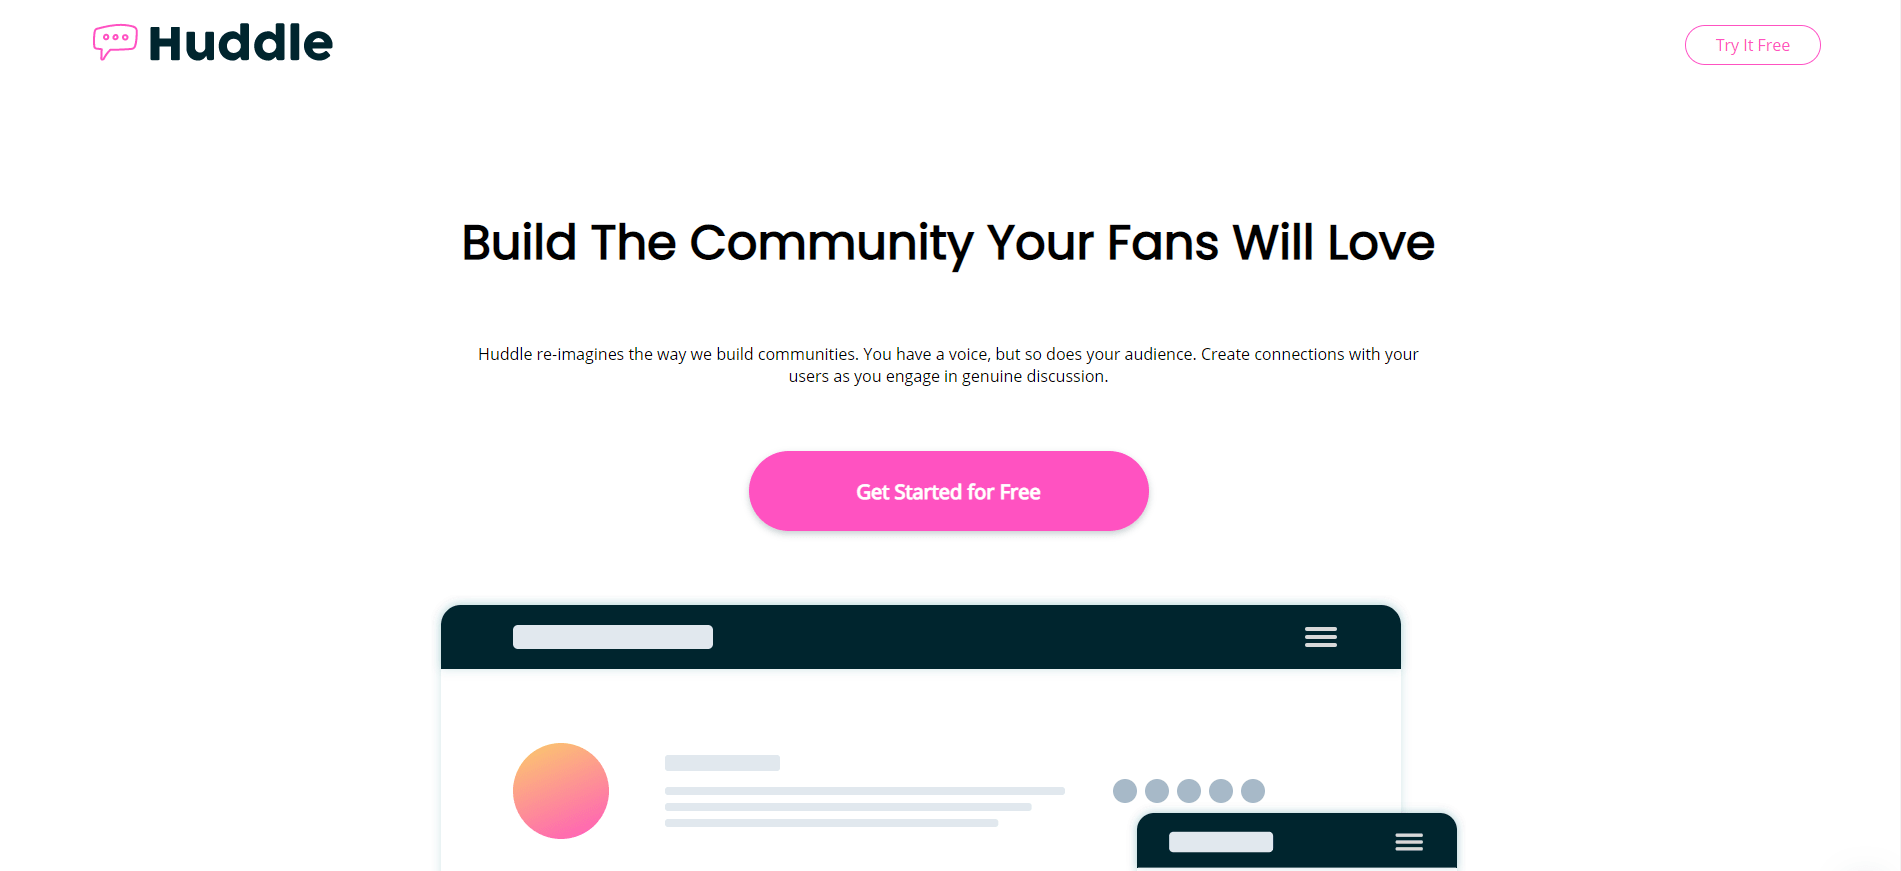 Huddle
Try It Free
Build The Community Your Fans Will Love
Huddle re-imagines the way we build communities. You have a voice, but so does your audience. Create connections with your
users as you engage in genuine discussion.
Get Started for Free